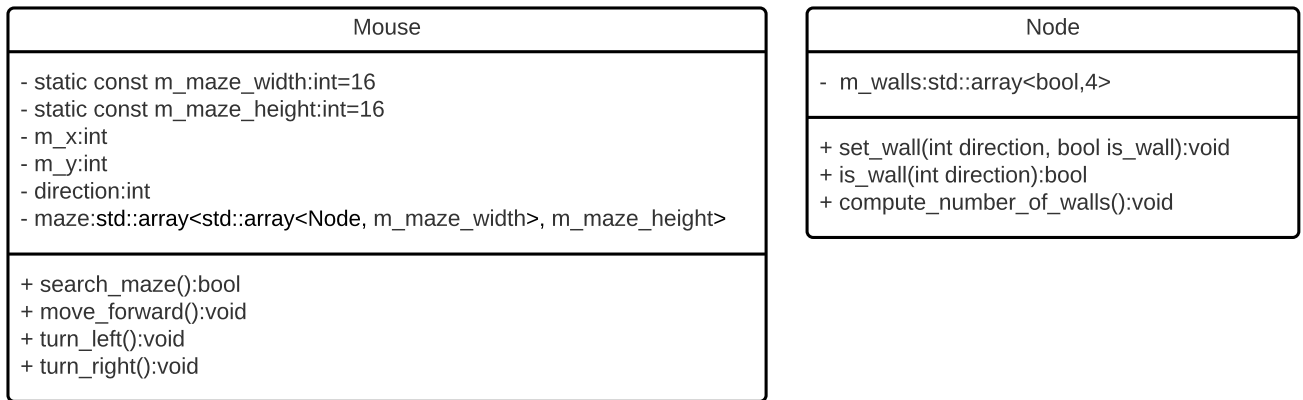 Mouse
- static const m_maze_width:int=16
- static const m_maze_height:int=16
- m_x:int
- m_y:int
- direction:int
- maze:std::array<std::array<Node, m_maze_width>, m_maze_height>
+ search_maze():bool
+ move_forward():void
+ turn_left():void
+ turn_right():void
Node
- m_walls:std::array<bool,4>
+ set_wall(int direction, bool is_wall):void
+ is_wall(int direction):bool
+ compute_number_of_walls():void